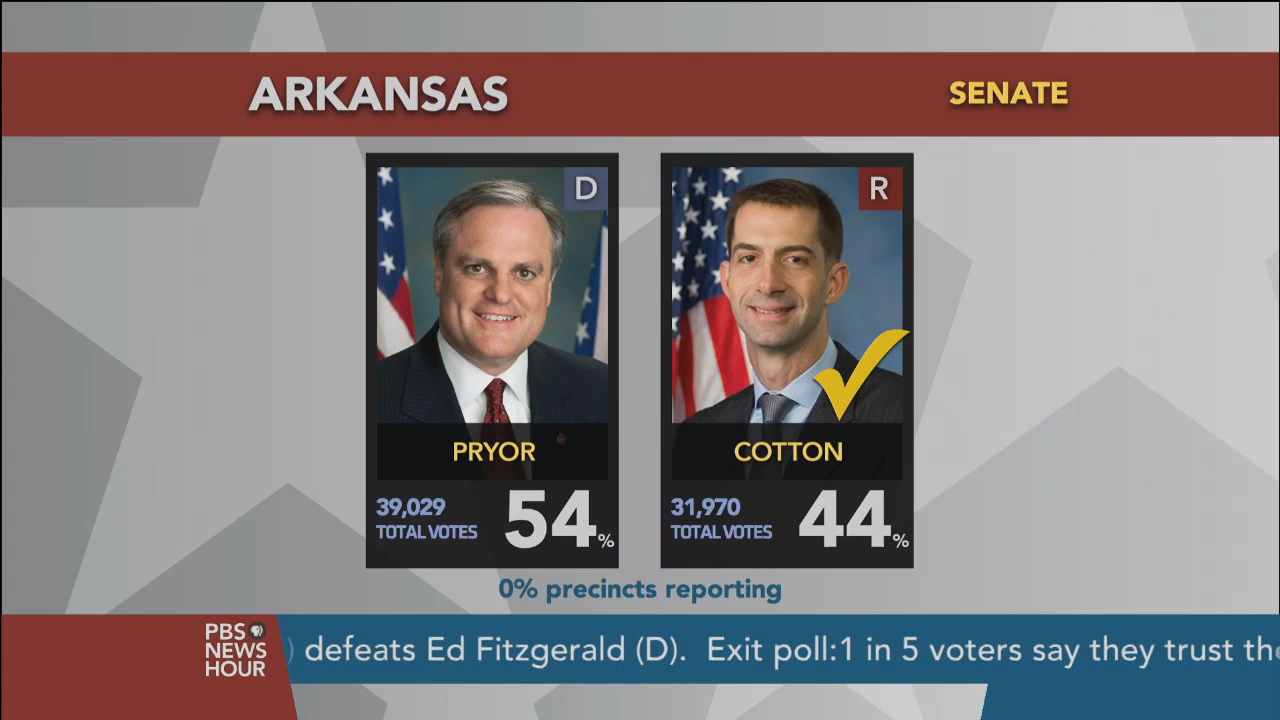 ARKANSAS
SENATE
D
R
PRYOR
COTTON
39,029
TOTAL VOTES
54%
31,970
TOTAL VOTES
44%
0% precincts reporting
PBS
NEWS
HOUR
) defeats Ed Fitzgerald (D). Exit poll:1 in 5 voters say they trust th